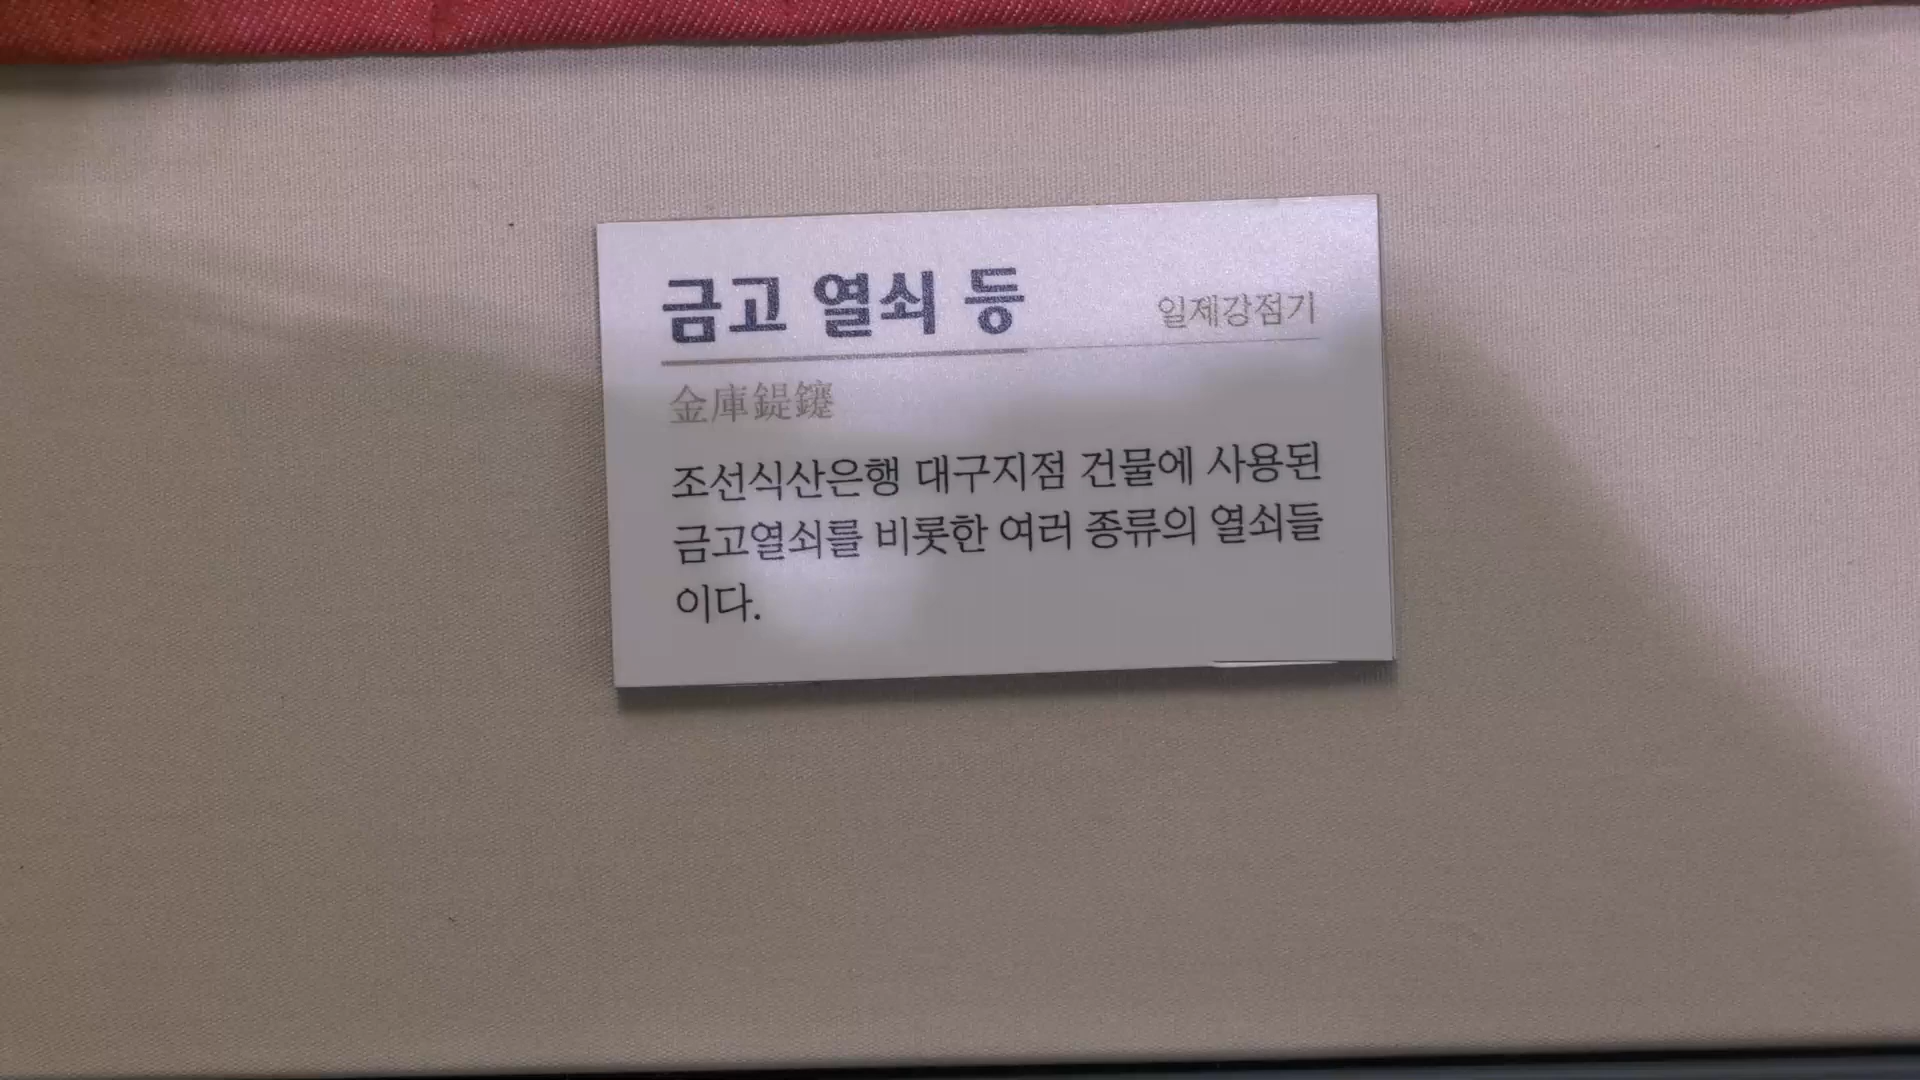 금고 열쇠 등
일제강점기
金庫鍉鑳
조선식산은행 대구지점 건물에 사용된
금고열쇠를 비롯한 여러 종류의 열쇠들
이다.